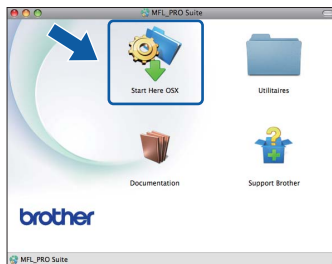 MFL_PRO Suite
Start Here OSX
Utilitaires
Documentation
Support Brother
brother
MFL_PRO Suite